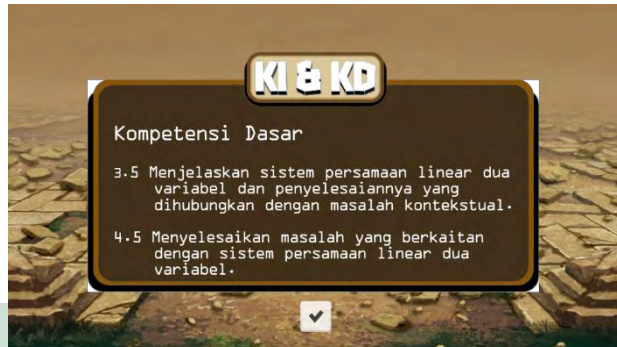 KI & KD
Kompetensi Dasar
3.5 Menjelaskan sistem persamaan linear dua
variabel dan penyelesaiannya yang
dihubungkan dengan masalah kontekstual.
4.5 Menyelesaikan masalah yang berkaitan
dengan sistem persamaan linear dua
variabel.